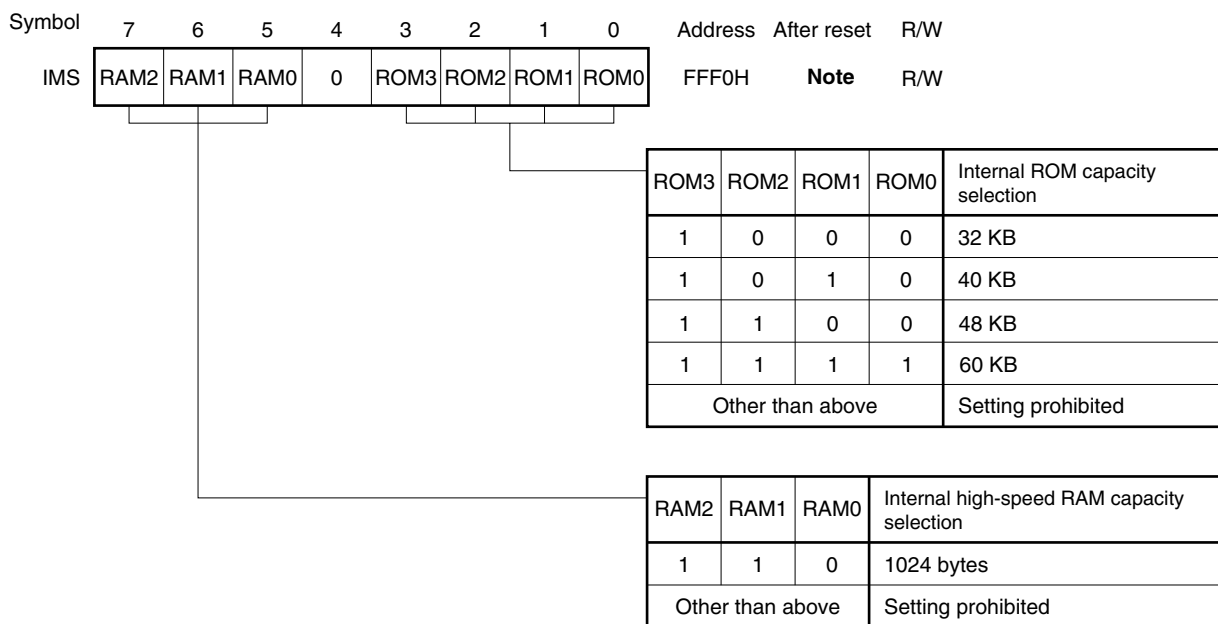 Symbol 7 6 5 4 3 2 1 0 Address After reset R/W
IMS RAM2 RAM1 RAM0 0 ROM3 ROM2 ROM1 ROM0 FFF0H Note R/W
ROM3 ROM2 ROM1 ROM0 Internal ROM capacity
selection
1 0 0 0 32 KB
1 0 1 0 40 KB
1 1 0 0 48 KB
1 1 1 1 60 KB
Other than above Setting prohibited
RAM2 RAM1 RAM0 Internal high-speed RAM capacity
selection
1 1 0 1024 bytes
Other than above Setting prohibited